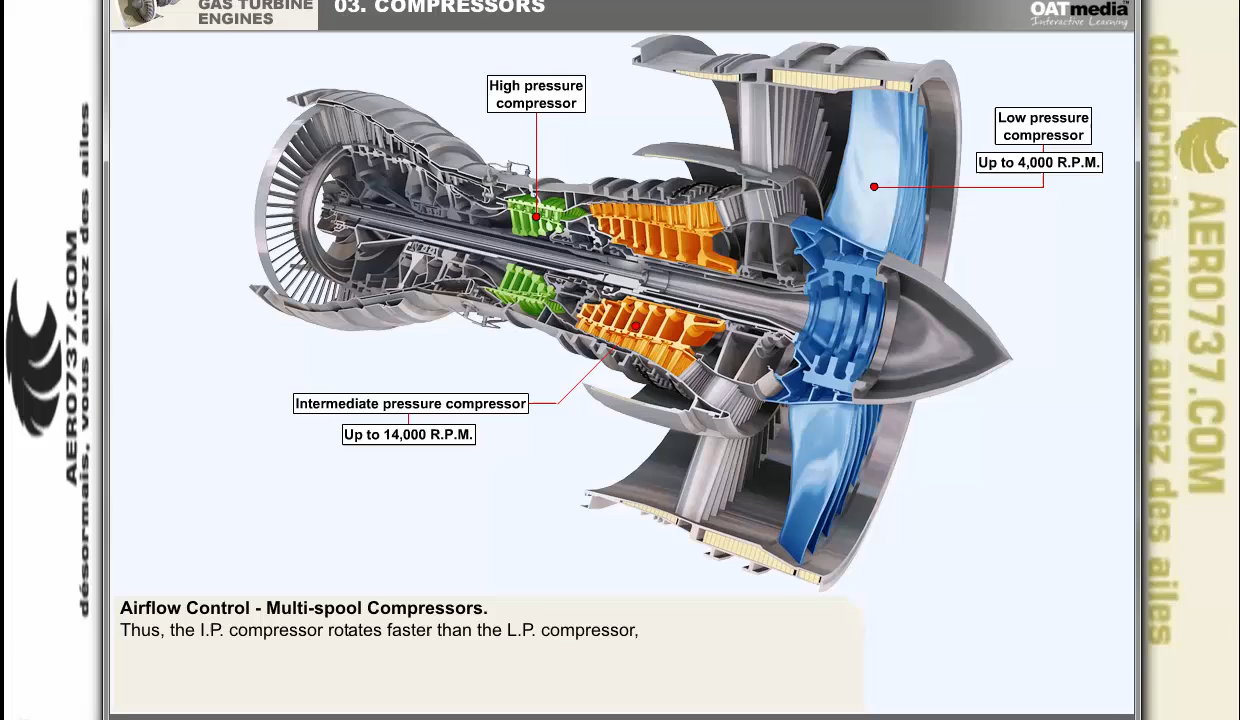 GAS TURBINE
ENGINES
03. COMPRESSORS
OATmedia™
Interactive Learning
High pressure
compressor
Low pressure
compressor
Up to 4,000 R.P.M.
Intermediate pressure compressor
Up to 14,000 R.P.M.
Airflow Control - Multi-spool Compressors.
Thus, the I.P. compressor rotates faster than the L.P. compressor,
AERO737.COM
désormais, vous aurez des ailes
AERO737.COM
désormais, vous aurez des ailes